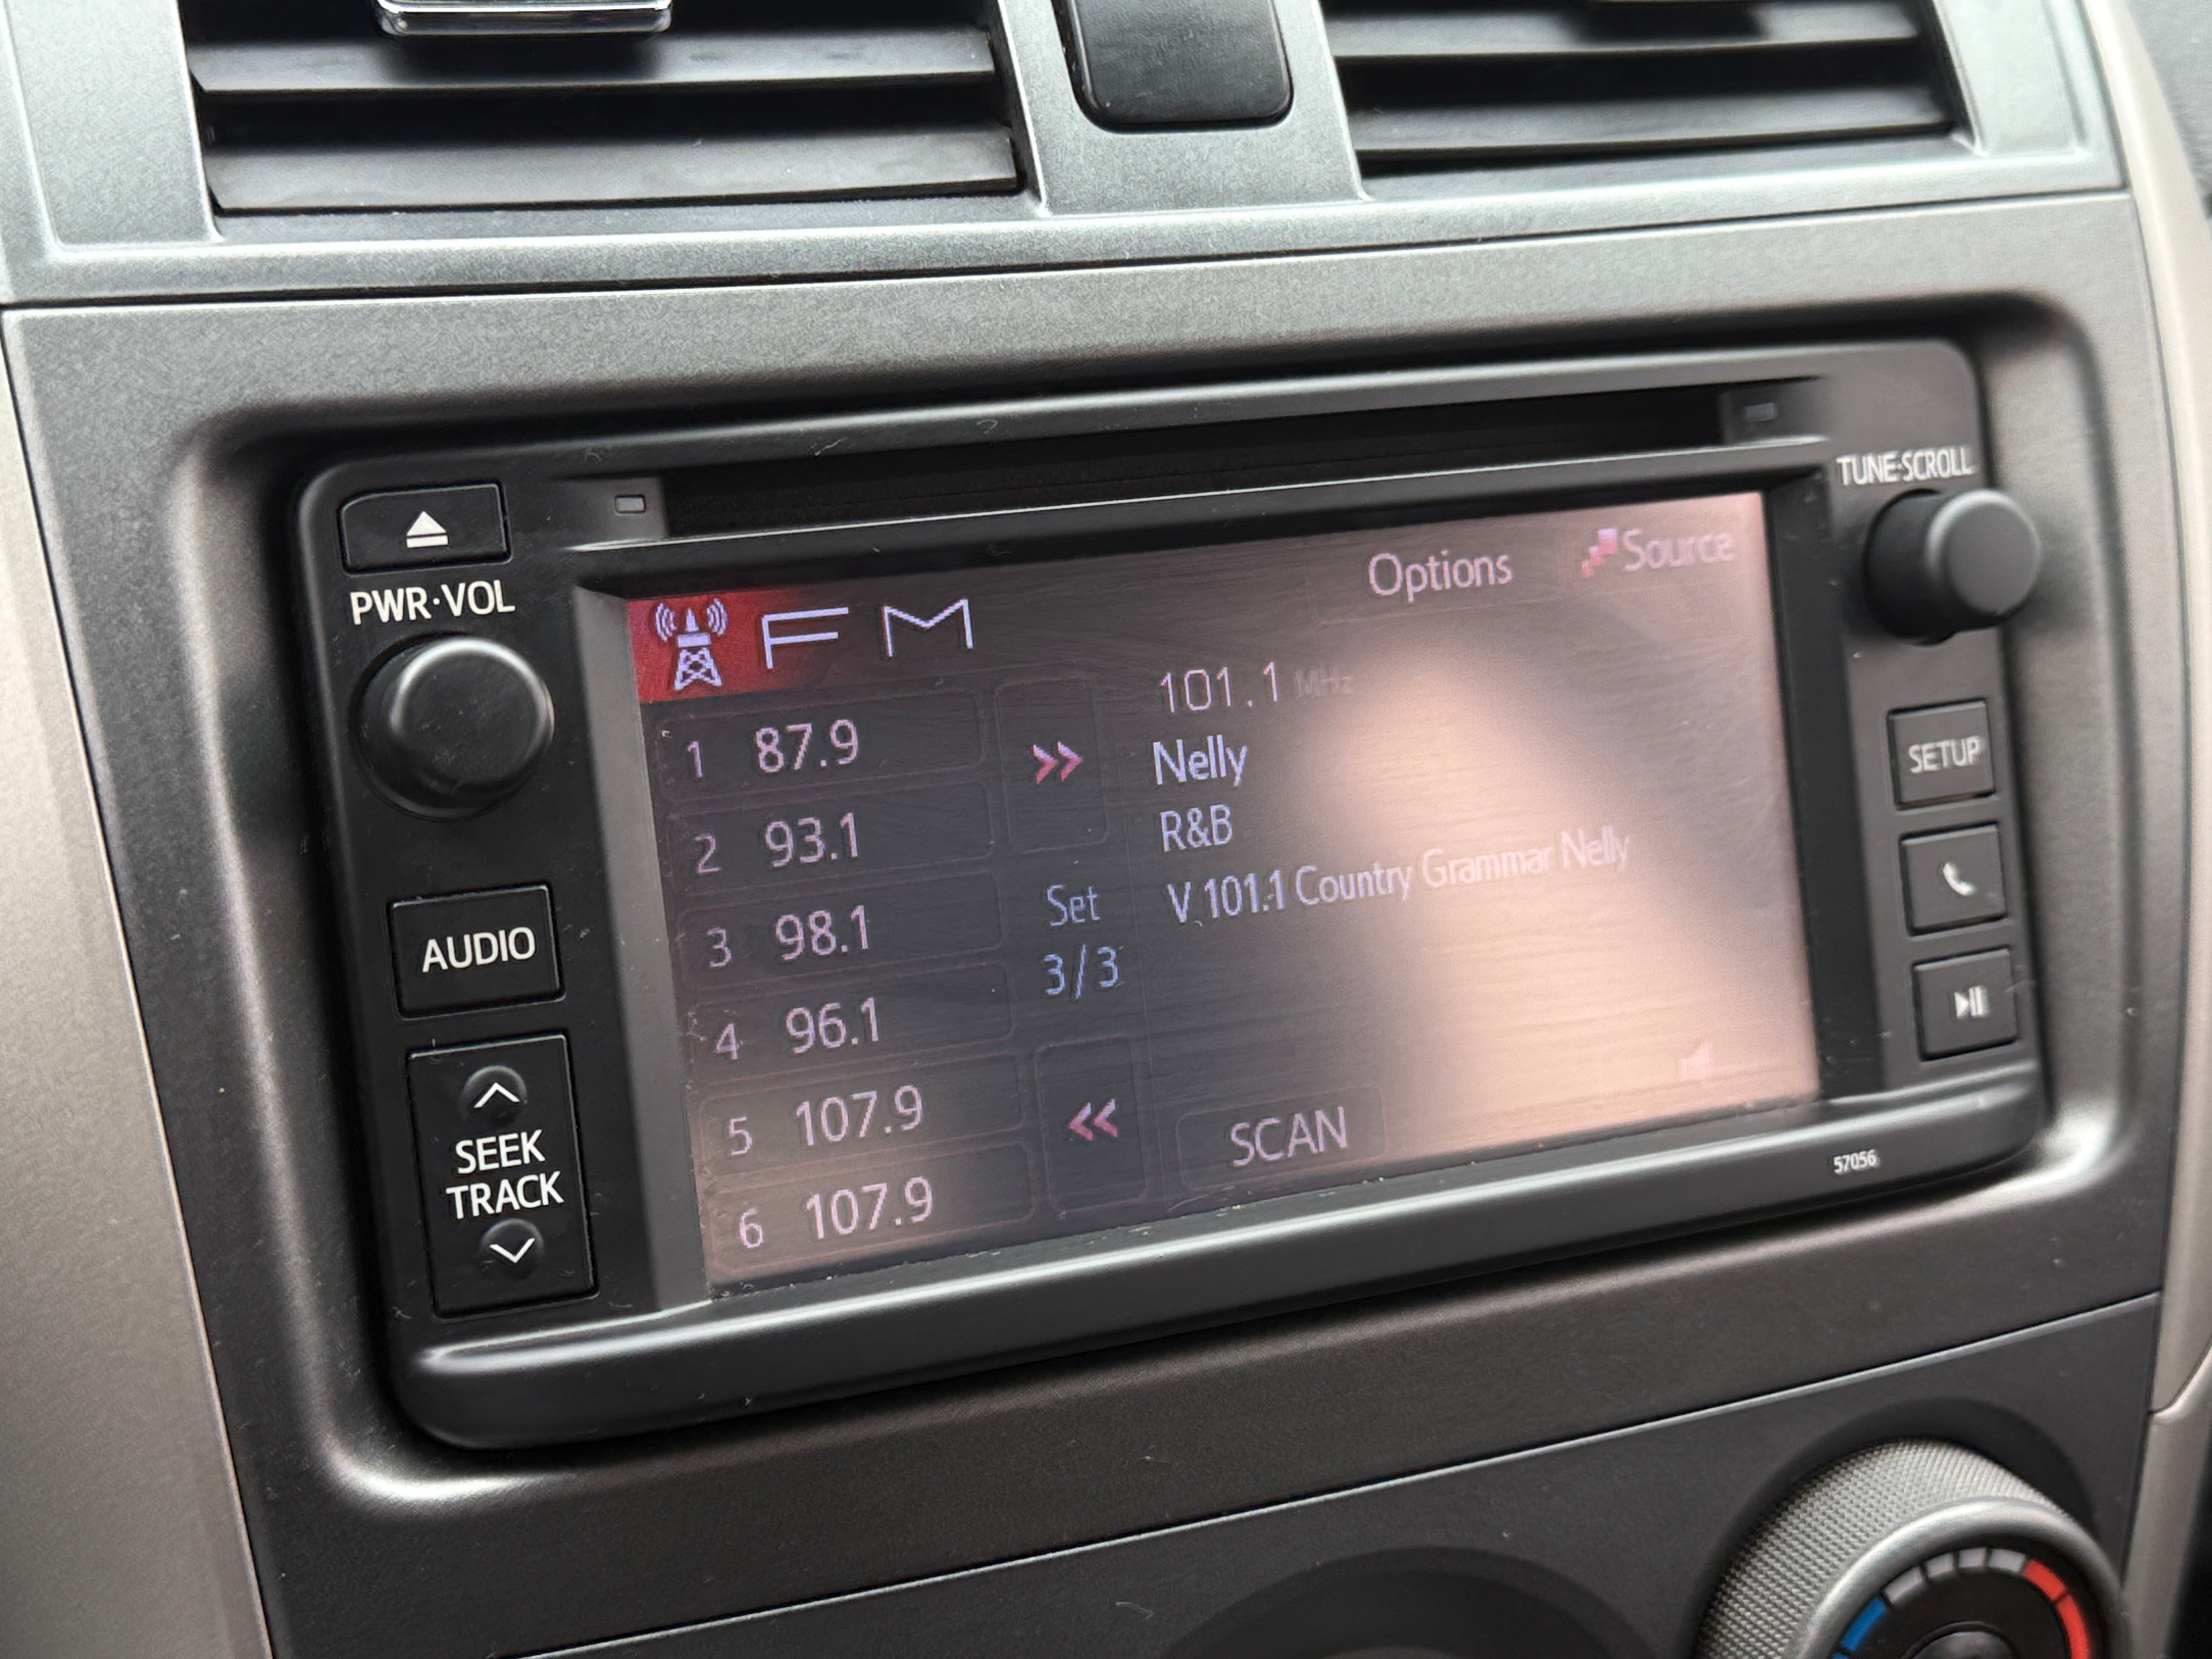 TUNE·SCROLL
PWR·VOL
FM
Options
Source
101.1 MHz
1 87.9
Nelly
SETUP
2 93.1
R&B
3 98.1
Set
V 101.1 Country Grammar Nelly
AUDIO
3/3
4 96.1
5 107.9
SCAN
SEEK
TRACK
6 107.9
57056